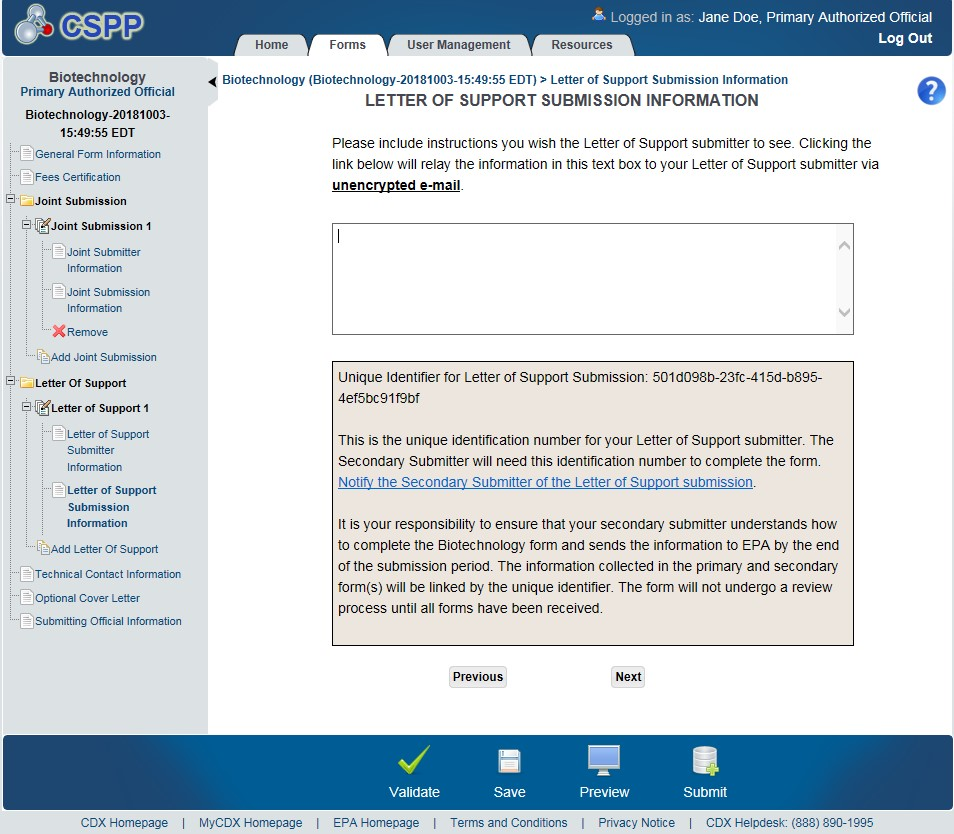 CSPP
Logged in as: Jane Doe, Primary Authorized Official
Log Out
Home
Forms
User Management
Resources
Biotechnology
Primary Authorized Official
Biotechnology-20181003-
15:49:55 EDT
General Form Information
Fees Certification
Joint Submission
Joint Submission 1
Joint Submitter
Information
Joint Submission
Information
Remove
Add Joint Submission
Letter Of Support
Letter of Support 1
Letter of Support
Submitter
Information
Letter of Support
Submission
Information
Add Letter Of Support
Technical Contact Information
Optional Cover Letter
Submitting Official Information
Biotechnology (Biotechnology-20181003-15:49:55 EDT) > Letter of Support Submission Information
?
LETTER OF SUPPORT SUBMISSION INFORMATION
Please include instructions you wish the Letter of Support submitter to see. Clicking the
link below will relay the information in this text box to your Letter of Support submitter via
unencrypted e-mail.
Unique Identifier for Letter of Support Submission: 501d098b-23fc-415d-b895-
4ef5bc91f9bf
This is the unique identification number for your Letter of Support submitter. The
Secondary Submitter will need this identification number to complete the form.
Notify the Secondary Submitter of the Letter of Support submission.
It is your responsibility to ensure that your secondary submitter understands how
to complete the Biotechnology form and sends the information to EPA by the end
of the submission period. The information collected in the primary and secondary
form(s) will be linked by the unique identifier. The form will not undergo a review
process until all forms have been received.
Previous
Next
Validate
Save
Preview
Submit
CDX Homepage | MyCDX Homepage | EPA Homepage | Terms and Conditions | Privacy Notice | CDX Helpdesk: (888) 890-1995